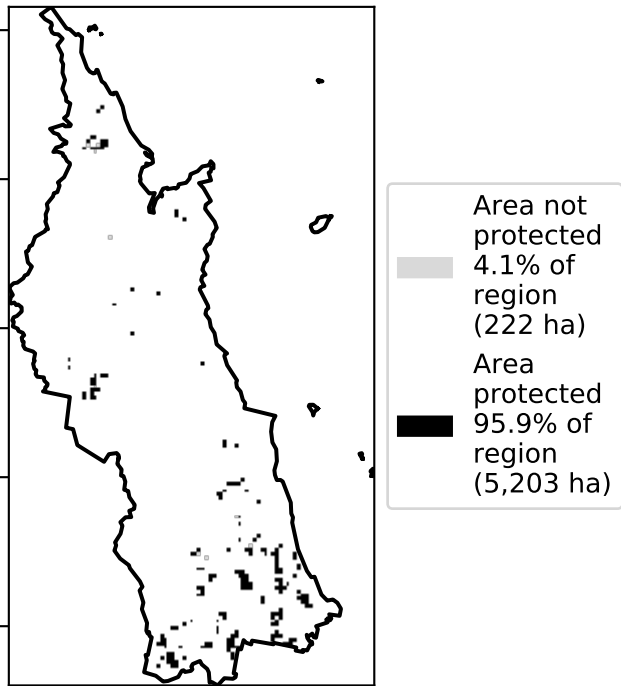 Area not
protected
4.1% of
region
(222 ha)
Area
protected
95.9% of
region
(5,203 ha)